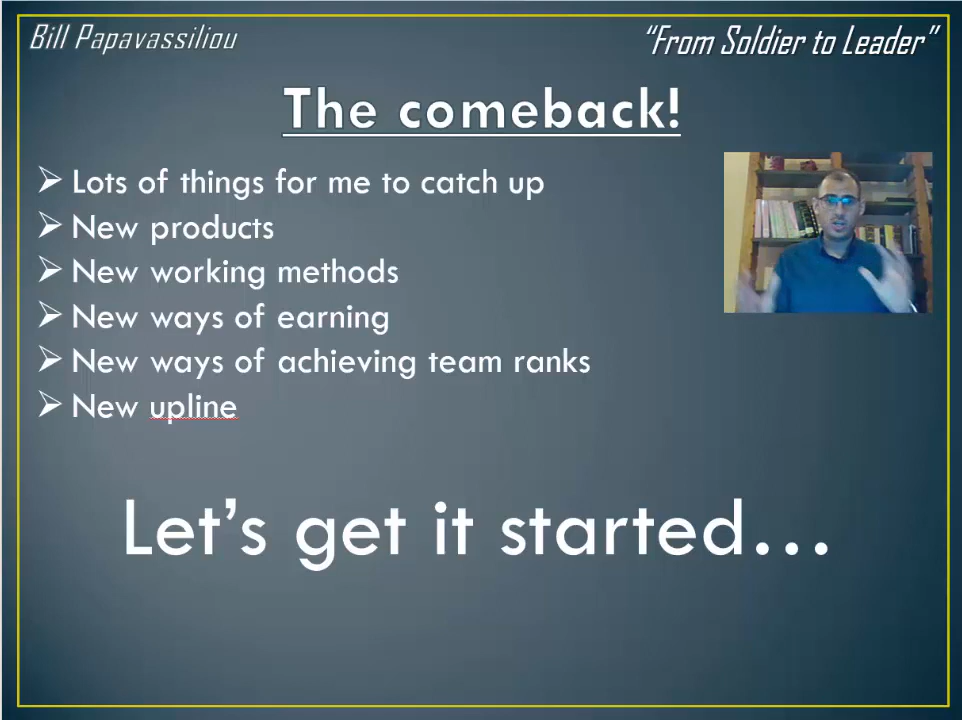 Bill Papavassiliou
“From Soldier to Leader”
The comeback!
Lots of things for me to catch up
New products
New working methods
New ways of earning
New ways of achieving team ranks
New upline
Let’s get it started…